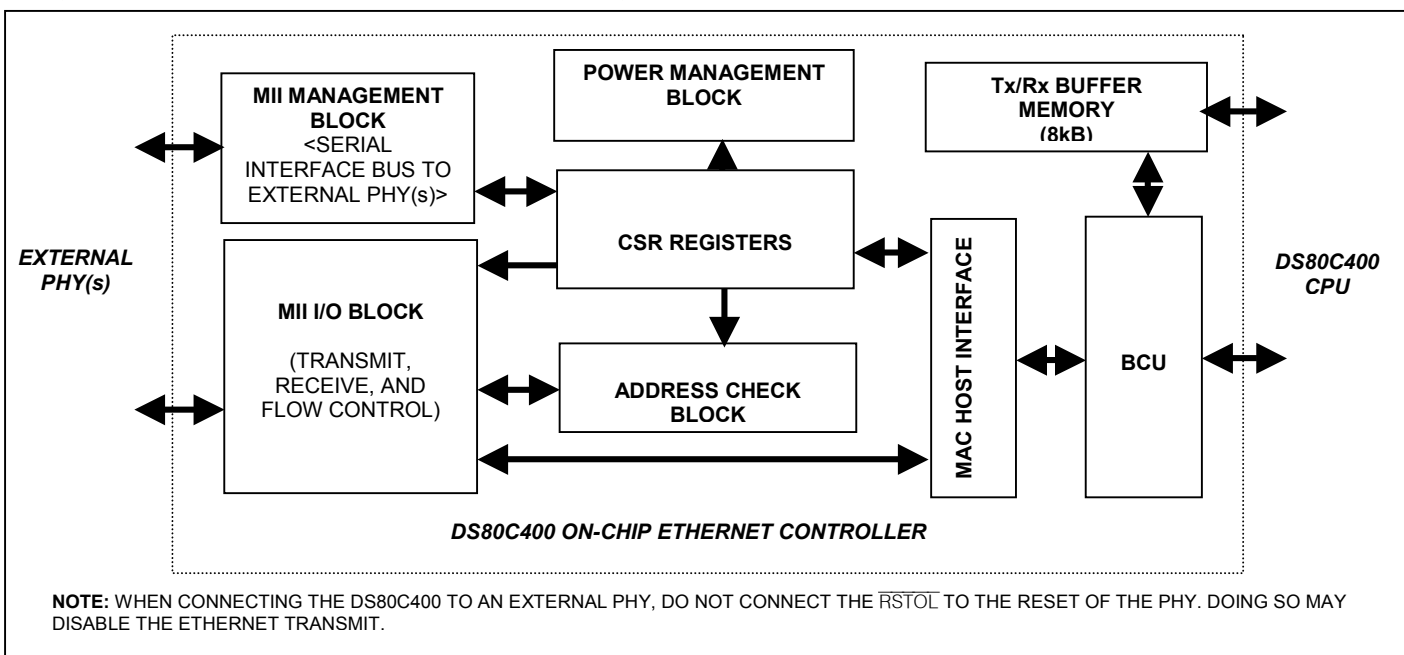 POWER MANAGEMENT
BLOCK
MII MANAGEMENT
BLOCK
<SERIAL
INTERFACE BUS TO
EXTERNAL PHY(s)>
Tx/Rx BUFFER
MEMORY
(8kB)
CSR REGISTERS
EXTERNAL
PHY(s)
MII I/O BLOCK
(TRANSMIT,
RECEIVE, AND
FLOW CONTROL)
ADDRESS CHECK
BLOCK
MAC HOST INTERFACE
BCU
DS80C400
CPU
DS80C400 ON-CHIP ETHERNET CONTROLLER
NOTE: WHEN CONNECTING THE DS80C400 TO AN EXTERNAL PHY, DO NOT CONNECT THE RSTOL TO THE RESET OF THE PHY. DOING SO MAY
DISABLE THE ETHERNET TRANSMIT.